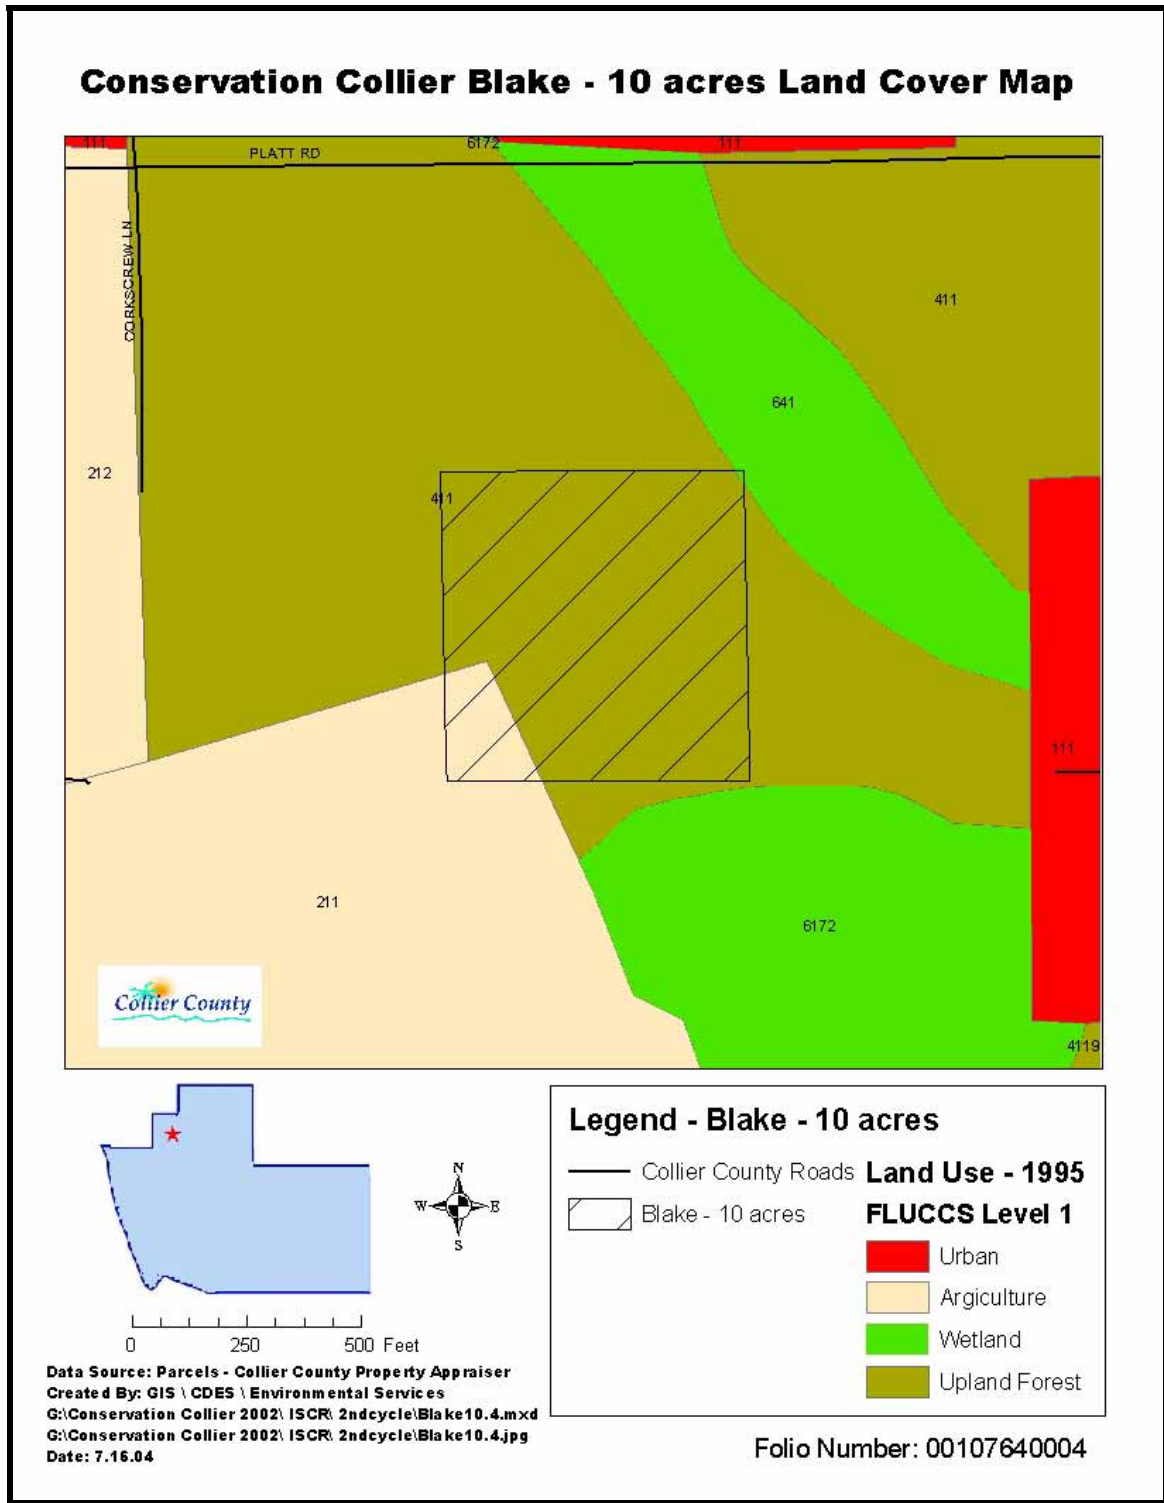 Conservation Collier Blake - 10 acres Land Cover Map
111
6172
111
PLATT RD
CORKSCREW LN
411
641
212
411
111
211
6172
4119
Collier County
Legend - Blake - 10 acres
Collier County Roads
Blake - 10 acres
Land Use - 1995
FLUCCS Level 1
Urban
Argiculture
Wetland
Upland Forest
N
W E
S
0 250 500 Feet
Data Source: Parcels - Collier County Property Appraiser
Created By: GIS \ CDES \ Environmental Services
G:\Conservation Collier 2002\ ISCR\ 2ndcycle\Blake10.4.mxd
G:\Conservation Collier 2002\ ISCR\ 2ndcycle\Blake10.4.jpg
Date: 7.16.04
Folio Number: 00107640004